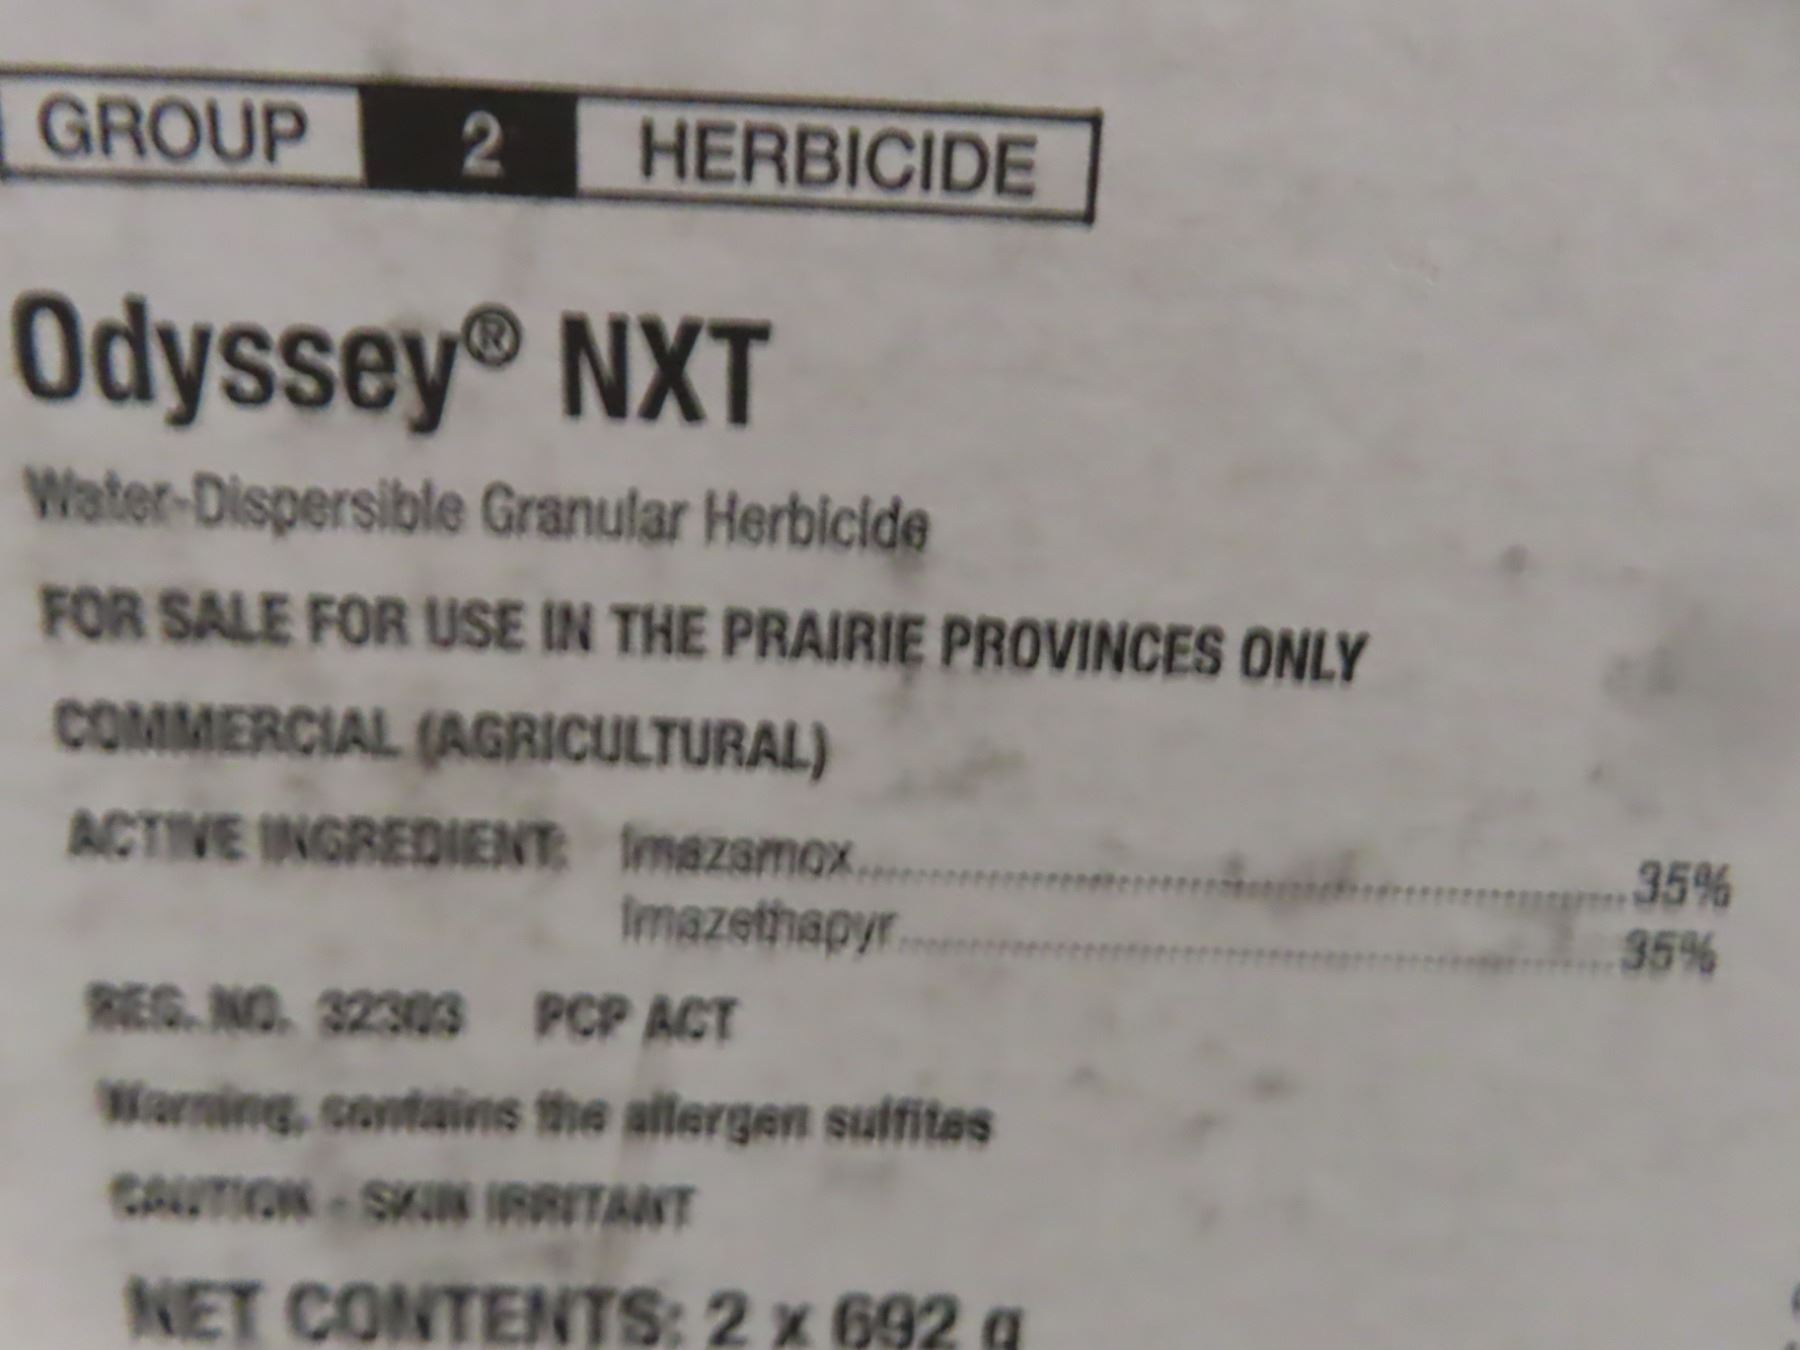 GROUP 2 HERBICIDE
Odyssey® NXT
Water-Dispersible Granular Herbicide
FOR SALE FOR USE IN THE PRAIRIE PROVINCES ONLY
COMMERCIAL (AGRICULTURAL)
ACTIVE INGREDIENT: Imazamox..........35%
Imazethapyr..........35%
REG. NO. 32303 PCP ACT
Warning, contains the allergen sulfites
CAUTION - SKIN IRRITANT
NET CONTENTS: 2 x 692 g